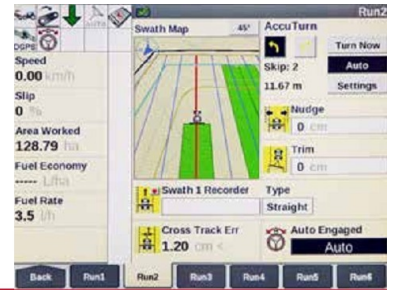 Run2
AUTO
DGPS
Speed
0.00 km/h
Slip
0 %
Area Worked
128.79 ha
Fuel Economy
----- L/ha
Fuel Rate
3.5 l/h
Swath Map
45°
AccuTurn
Turn Now
Skip: 2
Auto
11.67 m
Settings
Nudge
0 cm
Trim
0 cm
Swath 1 Recorder
Type
Straight
Cross Track Err
1.20 cm <
Auto Engaged
Auto
Back
Run1
Run2
Run3
Run4
Run5
Run6